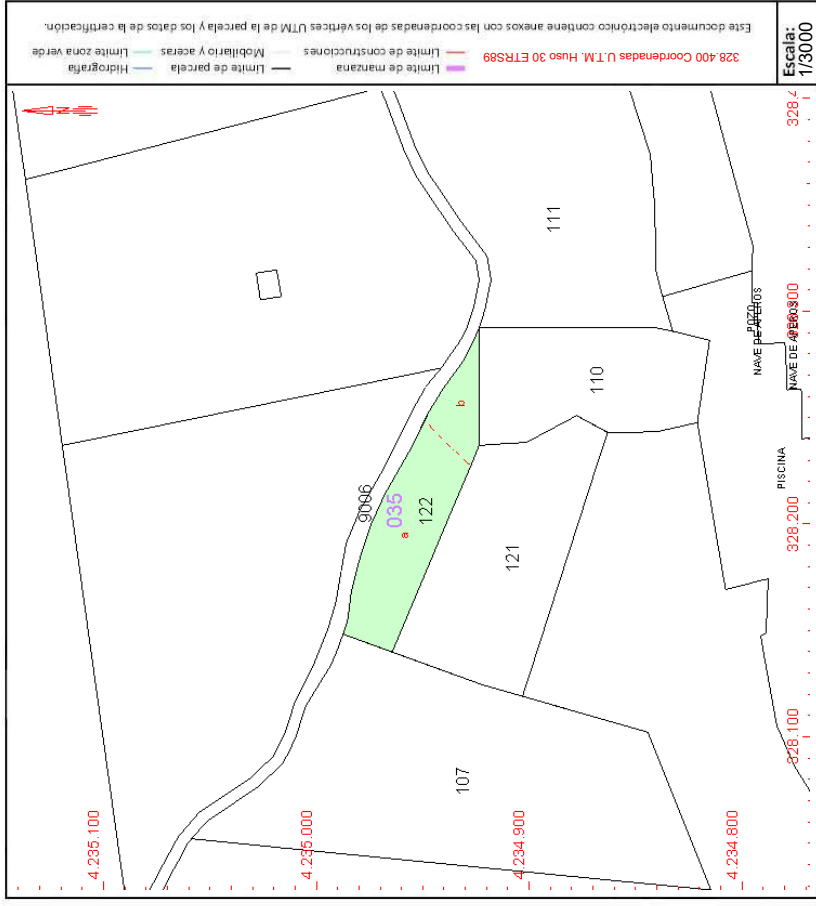 Este documento electrónico contiene anexos con las coordenadas de los vértices UTM de la parcela y los datos de la certificación.
328.400 Coordenadas U.T.M. Huso 30 ETRS89
Límite de manzana
Límite de construcciones
Límite de parcela
Mobiliario y aceras
Hidrografía
Límite zona verde
Escala:
1/3000
111
110
b
9006
035
122
a
121
107
POZO
NAVE DE APEROS
NAVE DE APEROS
PISCINA
4.235.100
4.235.000
4.234.900
4.234.800
328.100
328.200
328.4